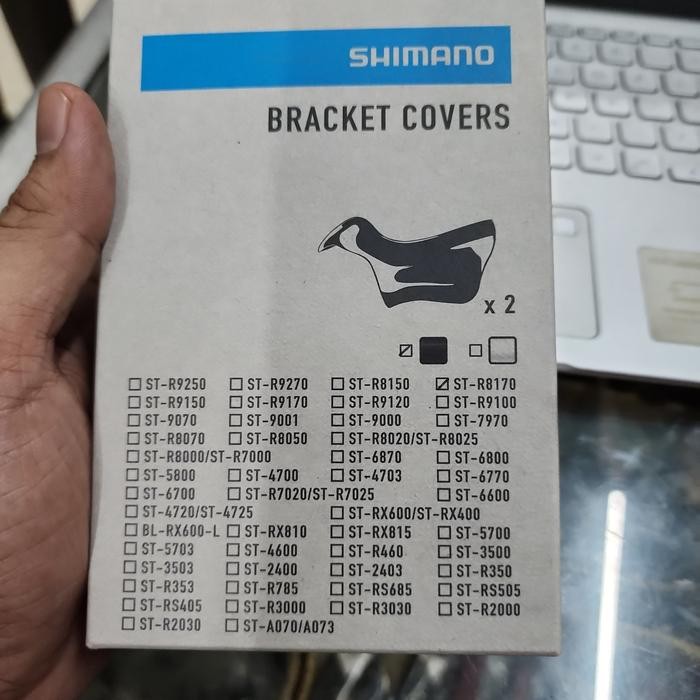 SHIMANO
BRACKET COVERS
x 2
ST-R9250 ST-R9270 ST-R8150 ST-R8170
ST-R9150 ST-R9170 ST-R9120 ST-R9100
ST-9070 ST-9001 ST-9000 ST-7970
ST-R8070 ST-R8050 ST-R8020/ST-R8025
ST-R8000/ST-R7000 ST-6870 ST-6800
ST-5800 ST-4700 ST-4703 ST-6770
ST-6700 ST-R7020/ST-R7025 ST-6600
ST-4720/ST-4725 ST-RX600/ST-RX400
BL-RX600-L ST-RX810 ST-RX815 ST-5700
ST-5703 ST-4600 ST-R460 ST-3500
ST-3503 ST-2400 ST-2403 ST-R350
ST-R353 ST-R785 ST-RS685 ST-RS505
ST-RS405 ST-R3000 ST-R3030 ST-R2000
ST-R2030 ST-A070/A073